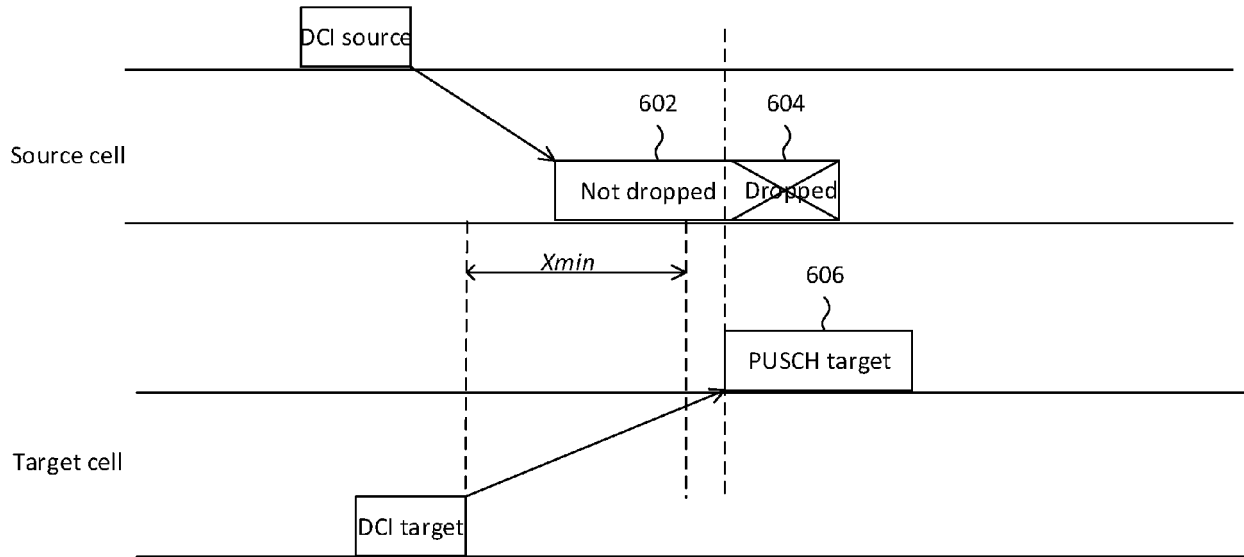 DCI source
602
604
Source cell
Not dropped
Dropped
Xmin
606
PUSCH target
Target cell
DCI target